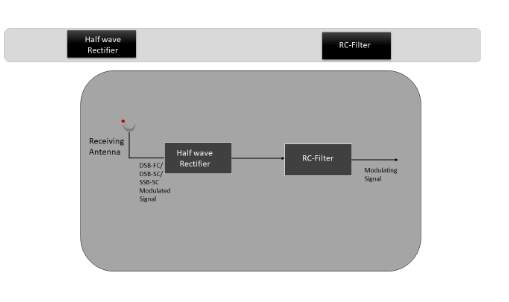 Half wave
Rectifier
RC-Filter
Receiving
Antenna
Half wave
Rectifier
RC-Filter
DSB-FC/
DSB-SC/
SSB-SC
Modulated
Signal
Modulating
Signal